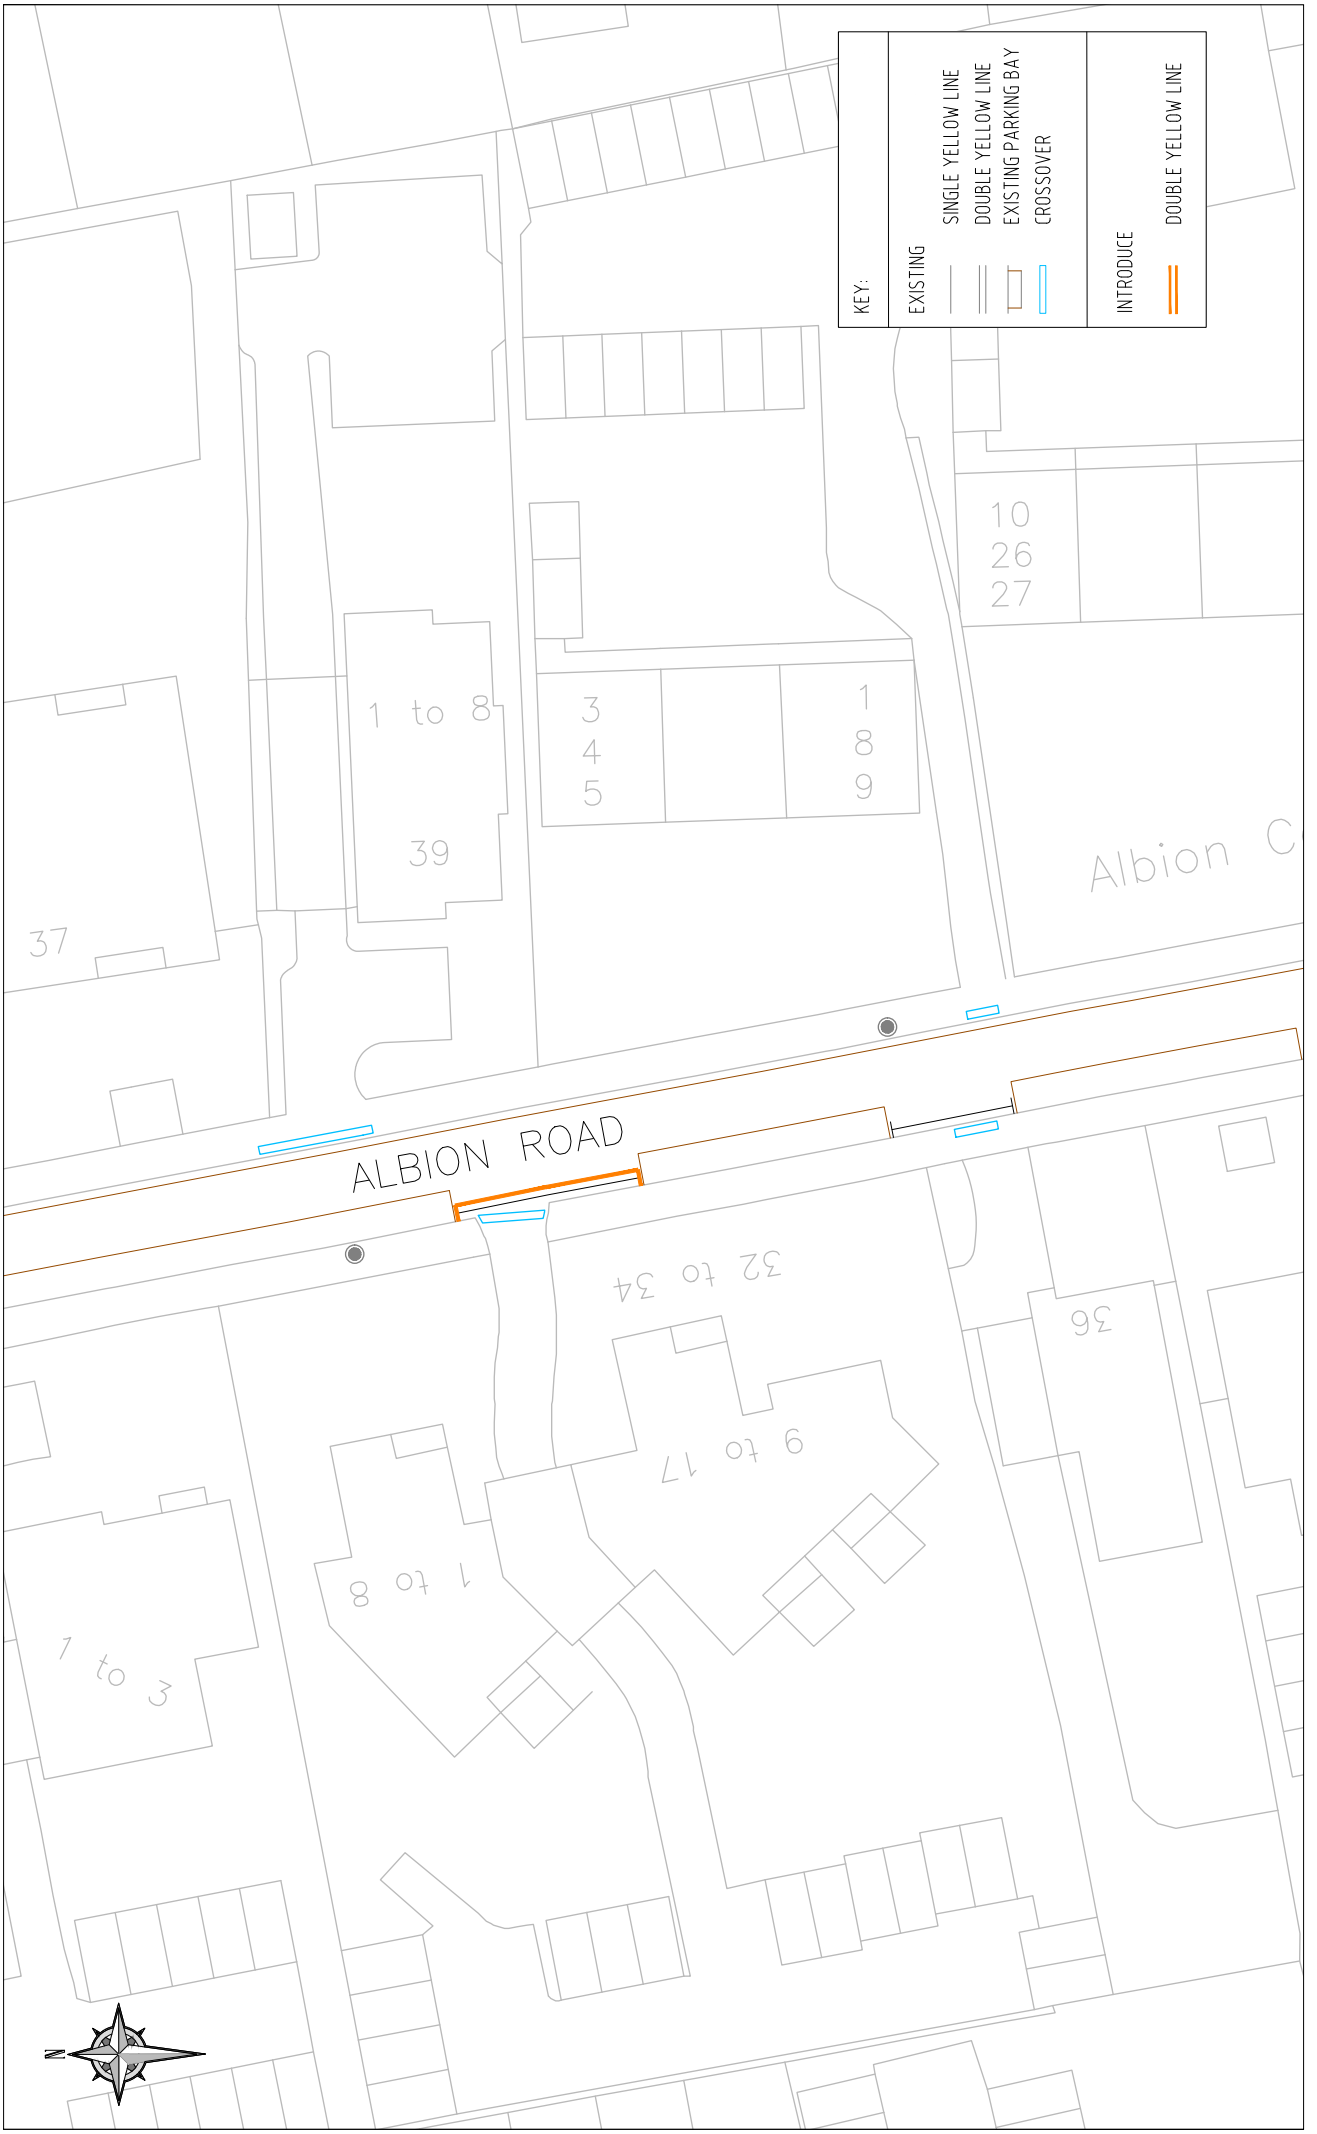 KEY:
EXISTING
SINGLE YELLOW LINE
DOUBLE YELLOW LINE
EXISTING PARKING BAY
CROSSOVER
INTRODUCE
DOUBLE YELLOW LINE
10
26
27
1 to 8
39
3
4
5
1
8
9
37
Albion C
ALBION ROAD
32 to 34
36
9 to 17
1 to 8
1 to 3
N